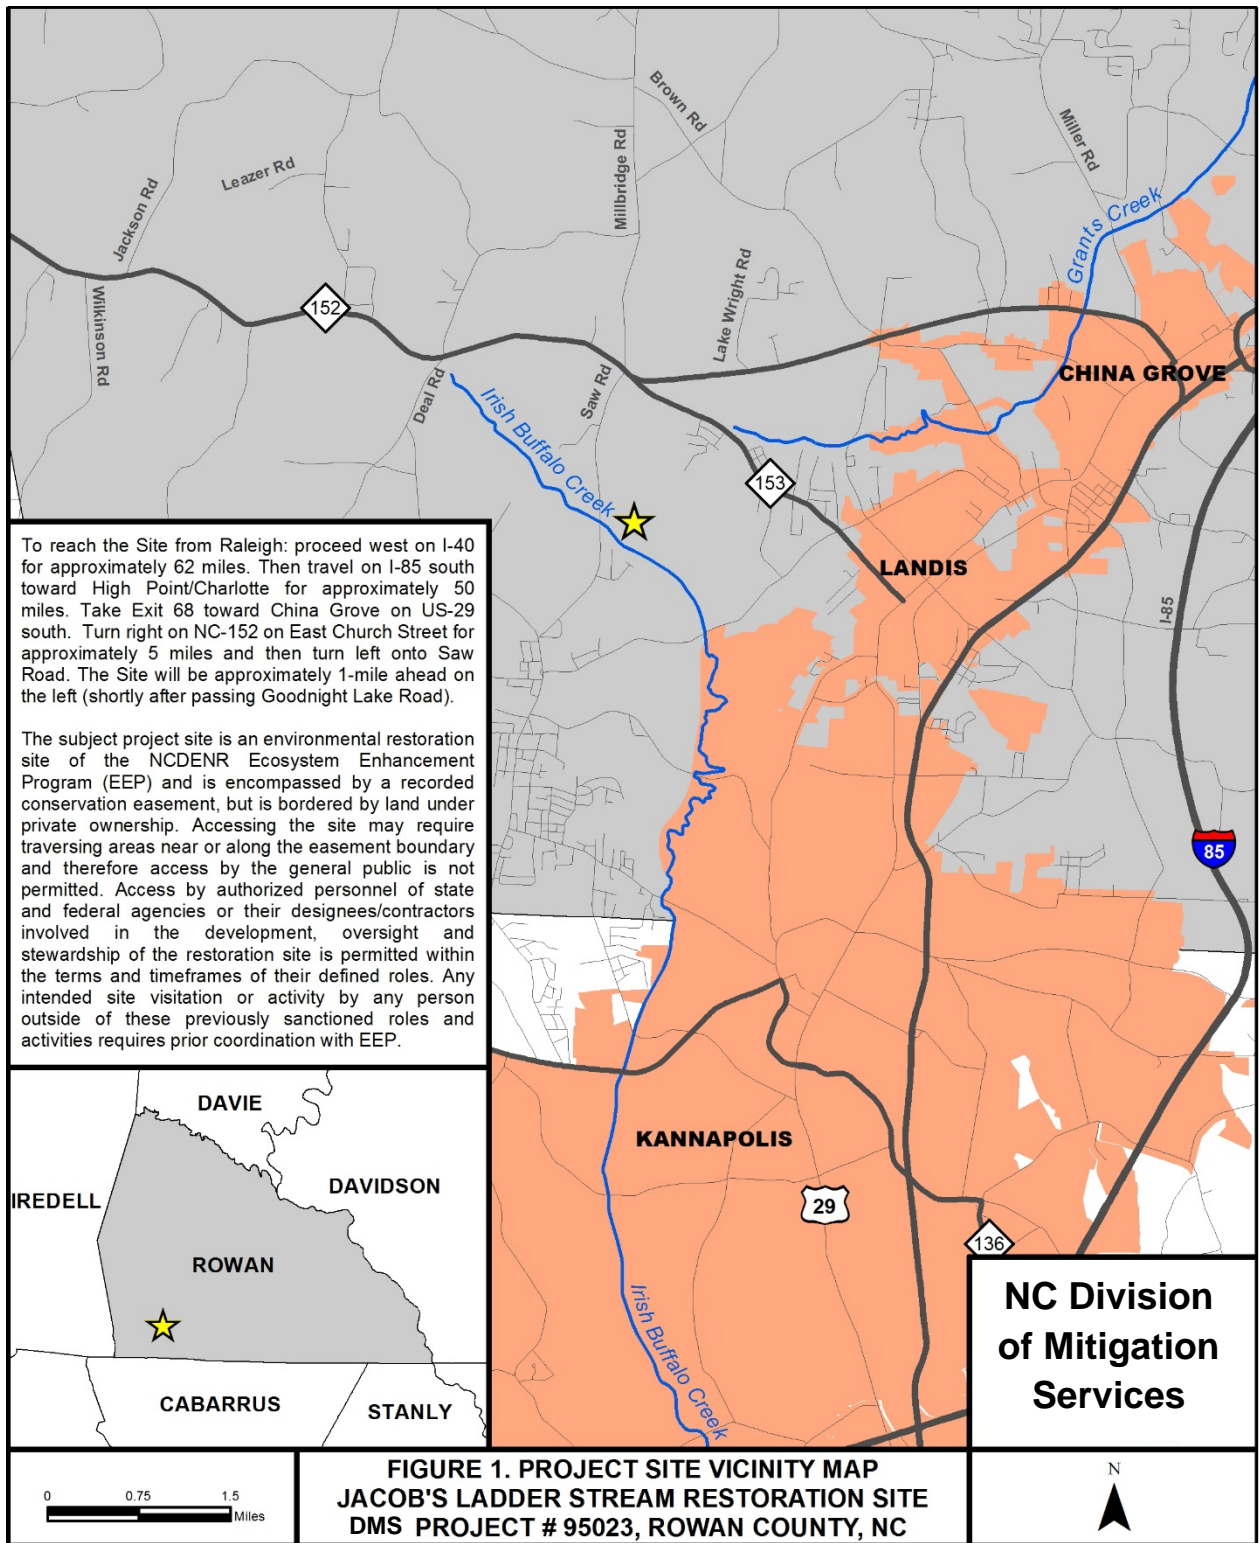 Brown Rd
Miller Rd
Millbridge Rd
Leazer Rd
Jackson Rd
Grants Creek
Lake Wright Rd
Wilkinson Rd
152
CHINA GROVE
Deal Rd
Saw Rd
Irish Buffalo Creek
153
LANDIS
I-85
To reach the Site from Raleigh: proceed west on I-40
for approximately 62 miles. Then travel on I-85 south
toward High Point/Charlotte for approximately 50
miles. Take Exit 68 toward China Grove on US-29
south. Turn right on NC-152 on East Church Street for
approximately 5 miles and then turn left onto Saw
Road. The Site will be approximately 1-mile ahead on
the left (shortly after passing Goodnight Lake Road).
The subject project site is an environmental restoration
site of the NCDENR Ecosystem Enhancement
Program (EEP) and is encompassed by a recorded
conservation easement, but is bordered by land under
private ownership. Accessing the site may require
traversing areas near or along the easement boundary
and therefore access by the general public is not
permitted. Access by authorized personnel of state
and federal agencies or their designees/contractors
involved in the development, oversight and
stewardship of the restoration site is permitted within
the terms and timeframes of their defined roles. Any
intended site visitation or activity by any person
outside of these previously sanctioned roles and
activities requires prior coordination with EEP.
85
KANNAPOLIS
29
136
Irish Buffalo Creek
DAVIE
IREDELL
DAVIDSON
ROWAN
CABARRUS
STANLY
NC Division
of Mitigation
Services
0 0.75 1.5
Miles
FIGURE 1. PROJECT SITE VICINITY MAP
JACOB'S LADDER STREAM RESTORATION SITE
DMS PROJECT # 95023, ROWAN COUNTY, NC
N